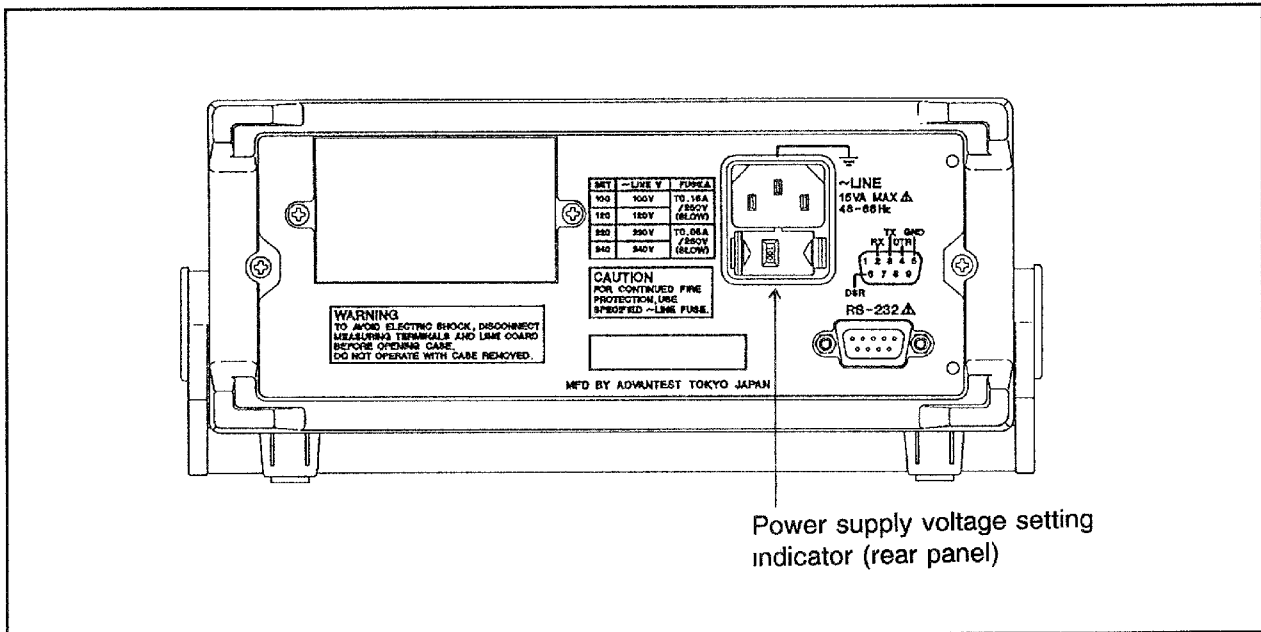 SET ~LINE V FUSE⚠
100 100V T0.16A
/250V
(SLOW)
120 120V
220 220V T0.08A
/250V
(SLOW)
240 240V
CAUTION
FOR CONTINUED FIRE
PROTECTION, USE
SPECIFIED ~LINE FUSE.
WARNING
TO AVOID ELECTRIC SHOCK, DISCONNECT
MEASURING TERMINALS AND LINE COARD
BEFORE OPENING CASE.
DO NOT OPERATE WITH CASE REMOVED.
MFD BY ADVANTEST TOKYO JAPAN
~LINE
15VA MAX ⚠
48-66Hz
TX GND
RX DTR
1 2 3 4 5
6 7 8 9
DSR
RS-232 ⚠
Power supply voltage setting
indicator (rear panel)